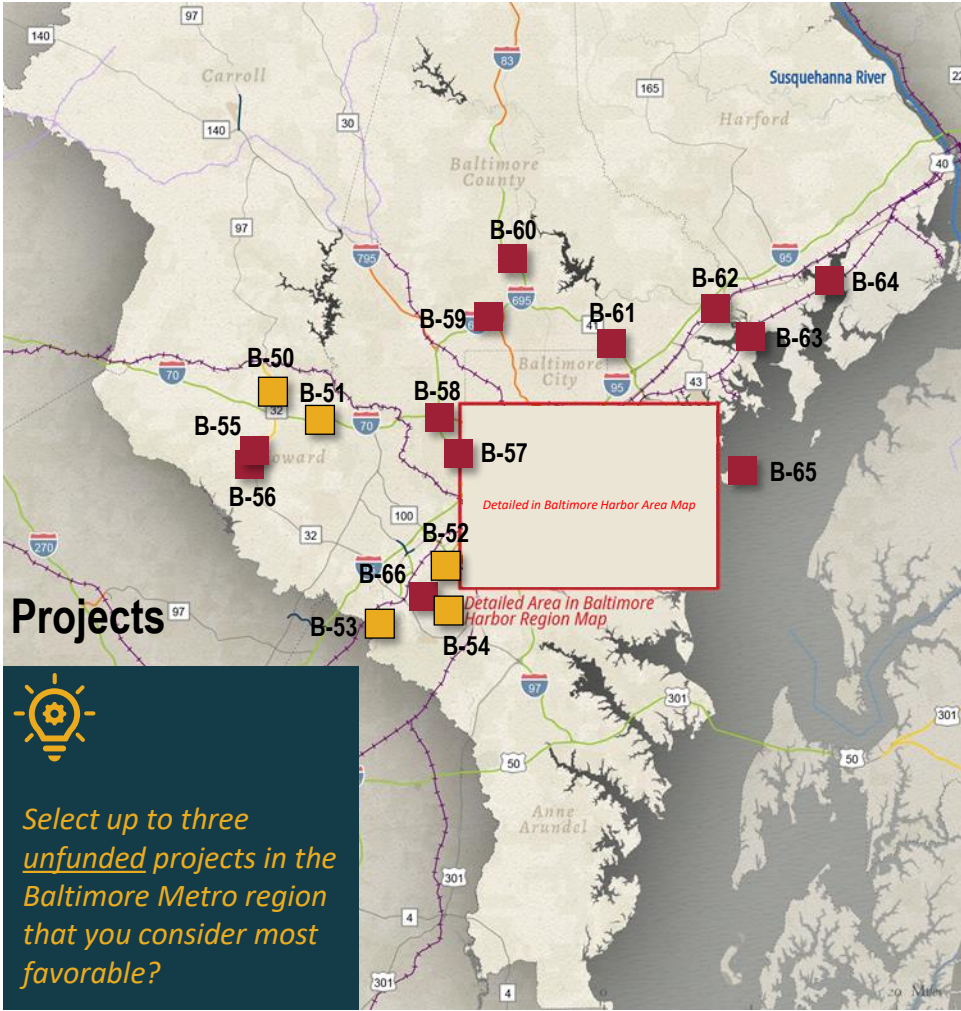 97
140
Carroll
83
Susquehanna River
22
165
Harford
30
140
Baltimore
County
40
97
B-60
795
95
B-62
B-64
695
B-59
B-61
41
B-63
Baltimore
City
B-50
70
B-51
95
43
B-58
32
70
B-55
Howard
B-57
B-65
B-56
Detailed in Baltimore Harbor Area Map
100
32
B-52
270
B-66
Projects
97
Detailed Area in Baltimore
Harbor Region Map
B-53
B-54
97
301
301
50
50
Select up to three
unfunded projects in the
Baltimore Metro region
that you consider most
favorable?
Anne
Arundel
301
4
301
4
0
20 Miles